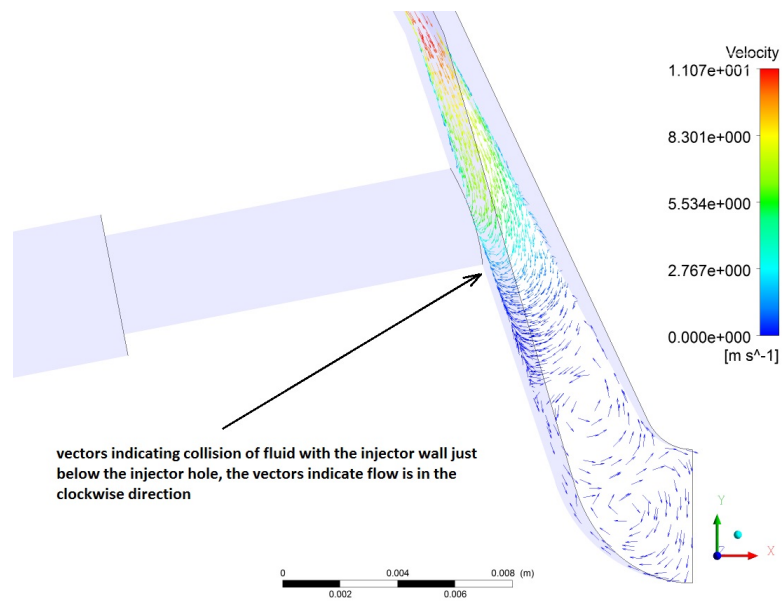 Velocity
1.107e+001
8.301e+000
5.534e+000
2.767e+000
0.000e+000
[m s^-1]
vectors indicating collision of fluid with the injector wall just
below the injector hole, the vectors indicate flow is in the
clockwise direction
Y
Z
X
0 0.004 0.008 (m)
0.002 0.006